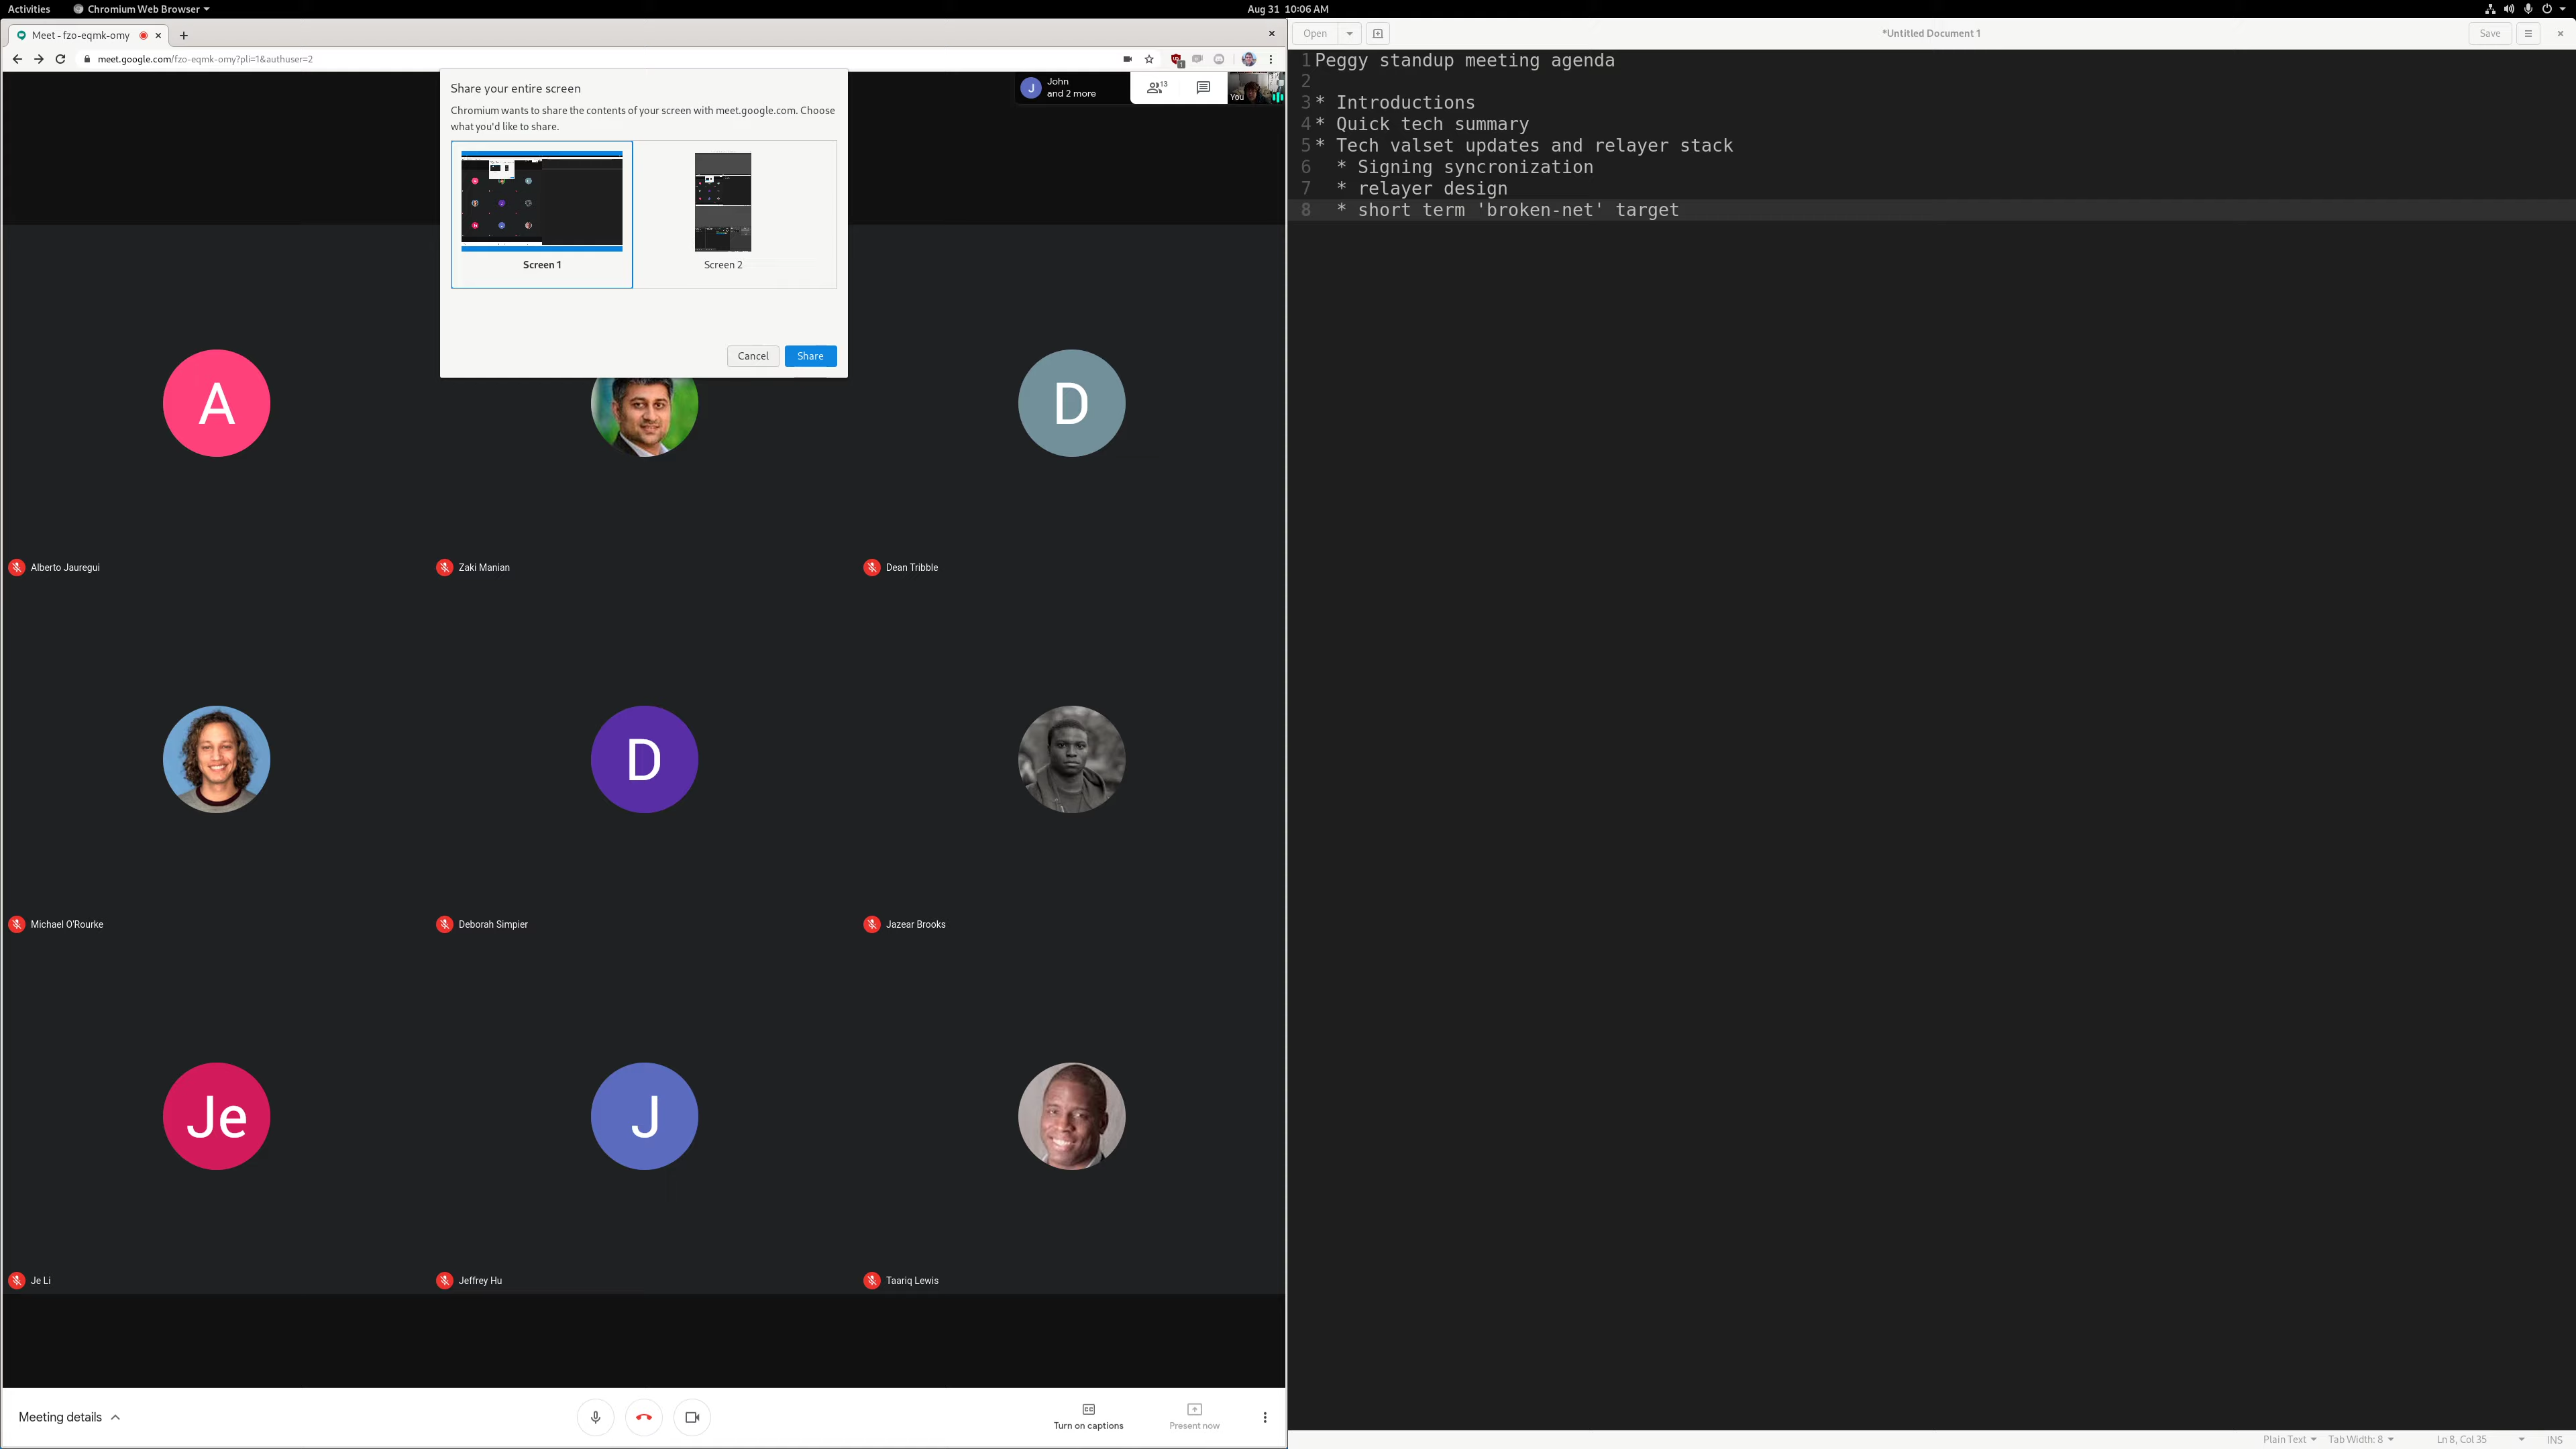 Activities Chromium Web Browser Aug 31 10:06 AM
Meet - fzo-eqmk-omy
meet.google.com/fzo-eqmk-omy?pli=1&authuser=2
Share your entire screen
Chromium wants to share the contents of your screen with meet.google.com. Choose
what you'd like to share.
Screen 1
Screen 2
Cancel
Share
J
John
and 2 more
13
You
A
Alberto Jauregui
Zaki Manian
D
Dean Tribble
Michael O'Rourke
D
Deborah Simpier
Jazear Brooks
Je
Je Li
J
Jeffrey Hu
Taariq Lewis
Meeting details
Turn on captions
Present now
Open
*Untitled Document 1
Save
1 Peggy standup meeting agenda
2
3 * Introductions
4 * Quick tech summary
5 * Tech valset updates and relayer stack
6 * Signing syncronization
7 * relayer design
8 * short term 'broken-net' target
Plain Text Tab Width: 8 Ln 8, Col 35 INS